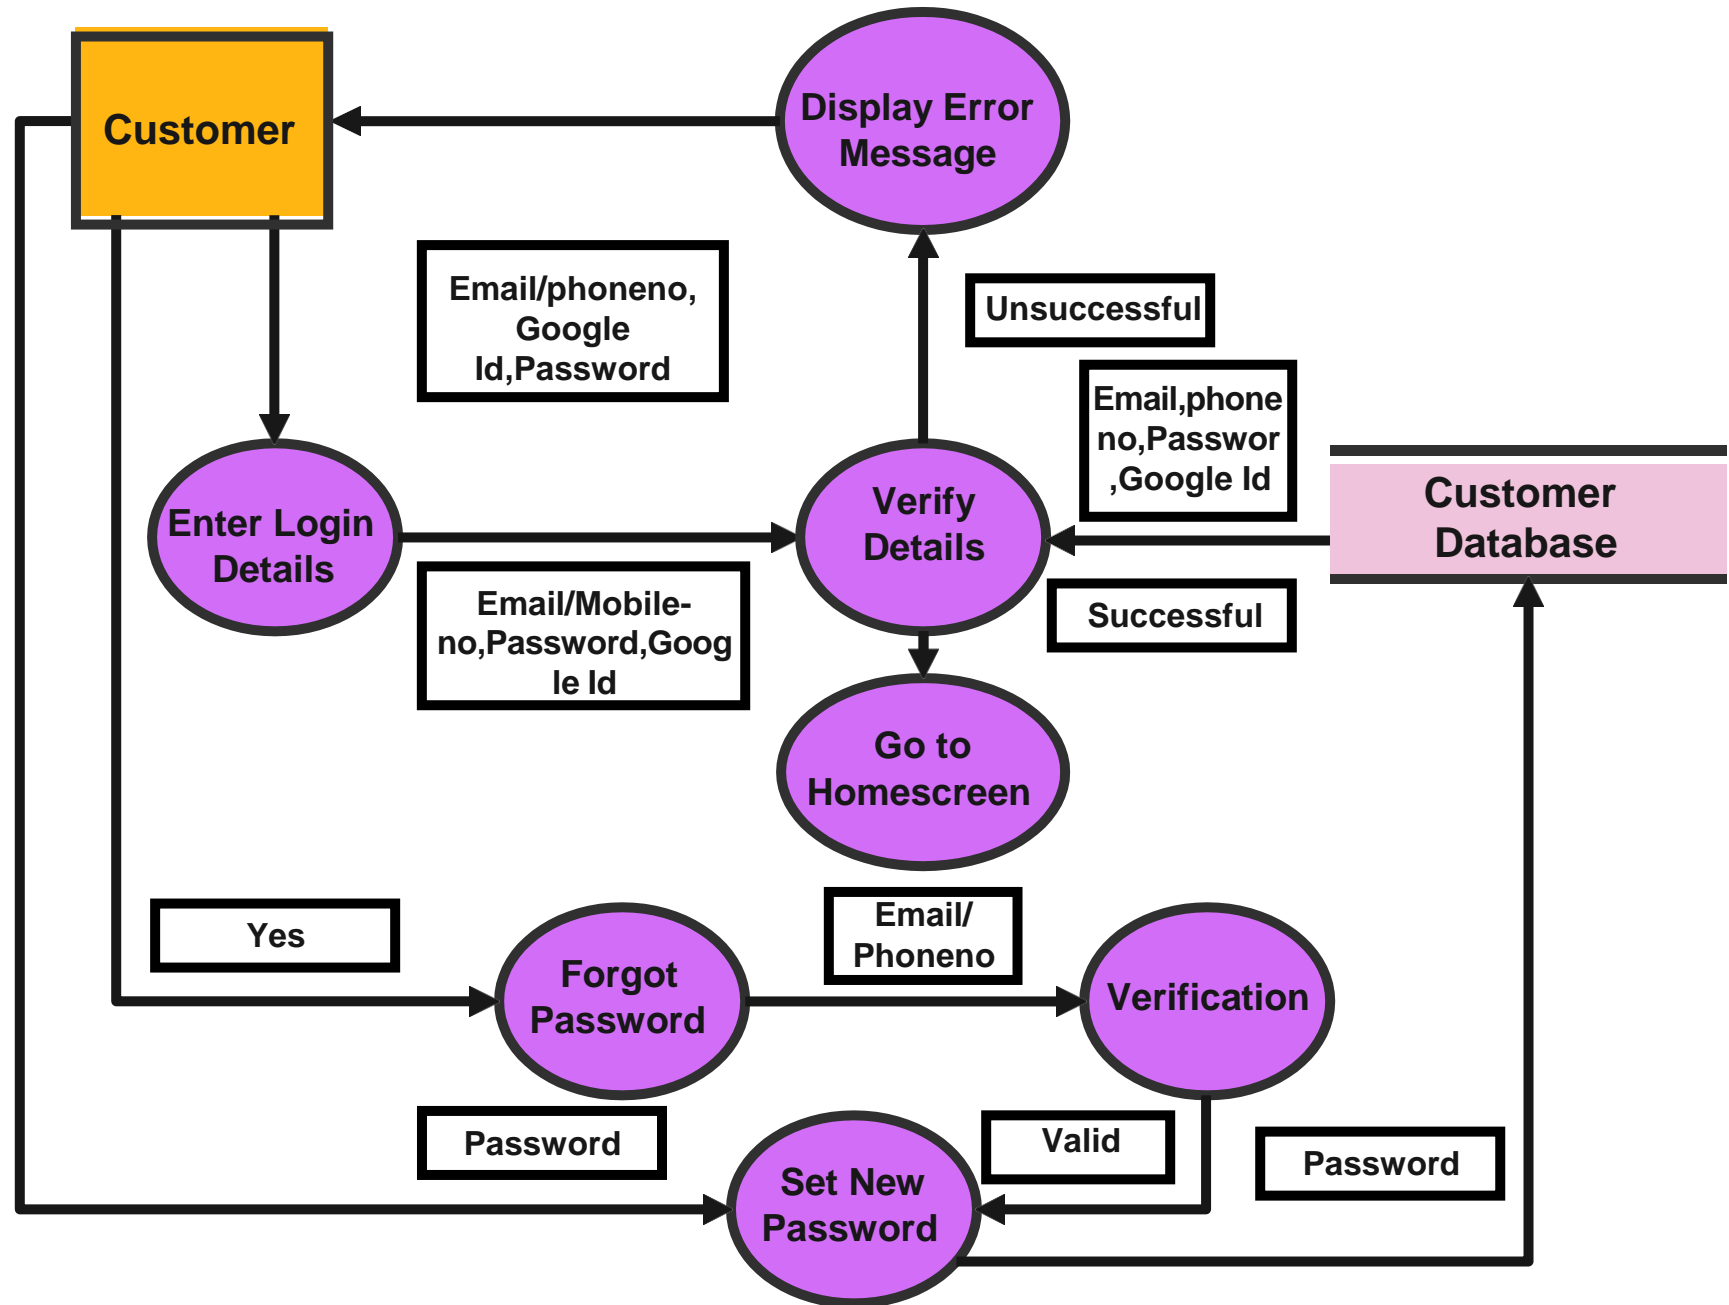 Customer
Display Error
Message
Email/phoneno,
Google
Id,Password
Unsuccessful
Email,phone
no,Passwor
,Google Id
Customer
Database
Enter Login
Details
Verify
Details
Email/Mobile-
no,Password,Goog
le Id
Successful
Go to
Homescreen
Yes
Forgot
Password
Email/
Phoneno
Verification
Password
Set New
Password
Valid
Password